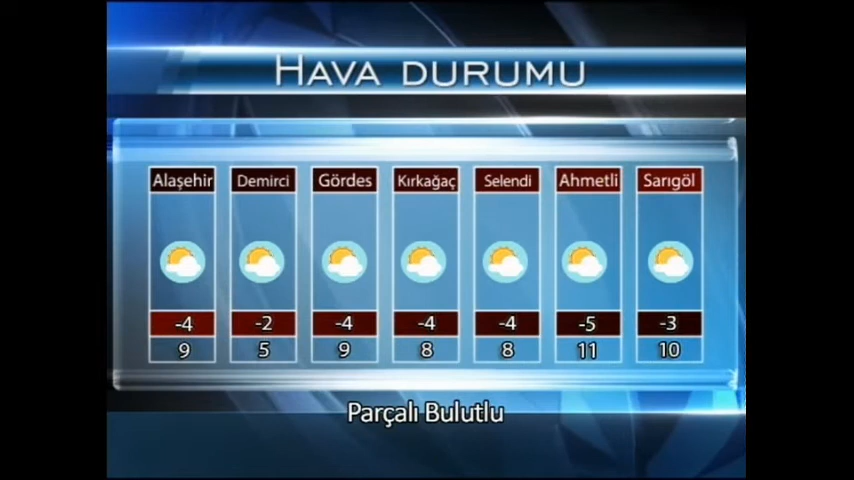 HAVA DURUMU
Alaşehir Demirci Gördes Kırkağaç Selendi Ahmetli Sarıgöl
-4 -2 -4 -4 -4 -5 -3
9 5 9 8 8 11 10
Parçalı Bulutlu